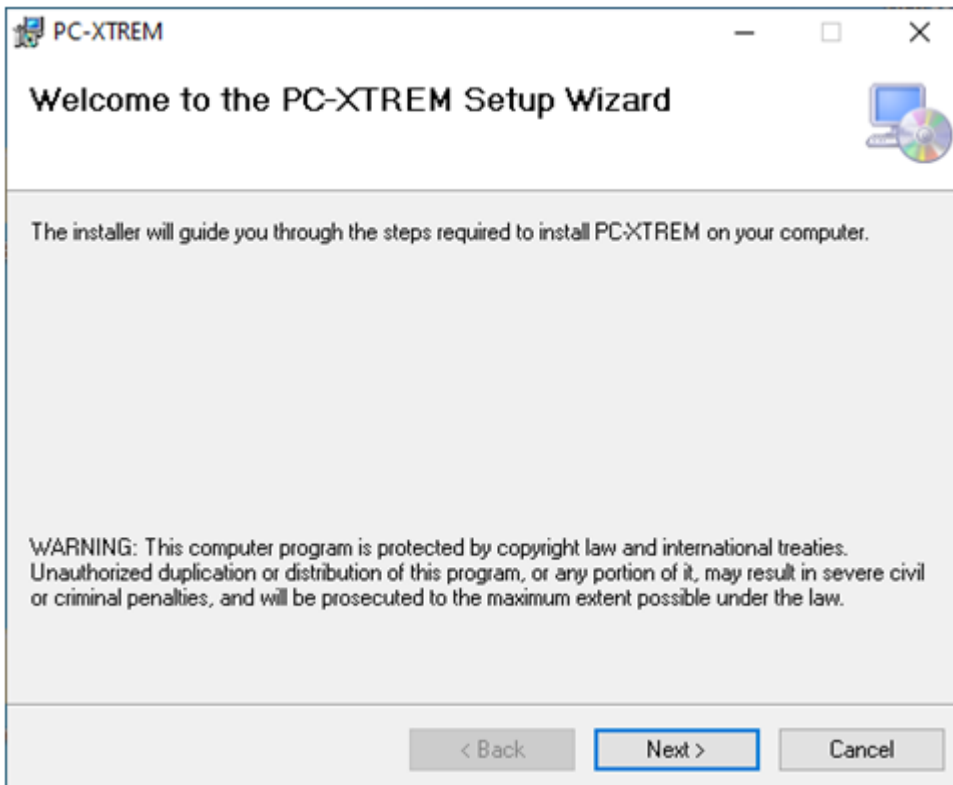 PC-XTREM
Welcome to the PC-XTREM Setup Wizard
The installer will guide you through the steps required to install PC-XTREM on your computer.
WARNING: This computer program is protected by copyright law and international treaties.
Unauthorized duplication or distribution of this program, or any portion of it, may result in severe civil
or criminal penalties, and will be prosecuted to the maximum extent possible under the law.
< Back
Next >
Cancel